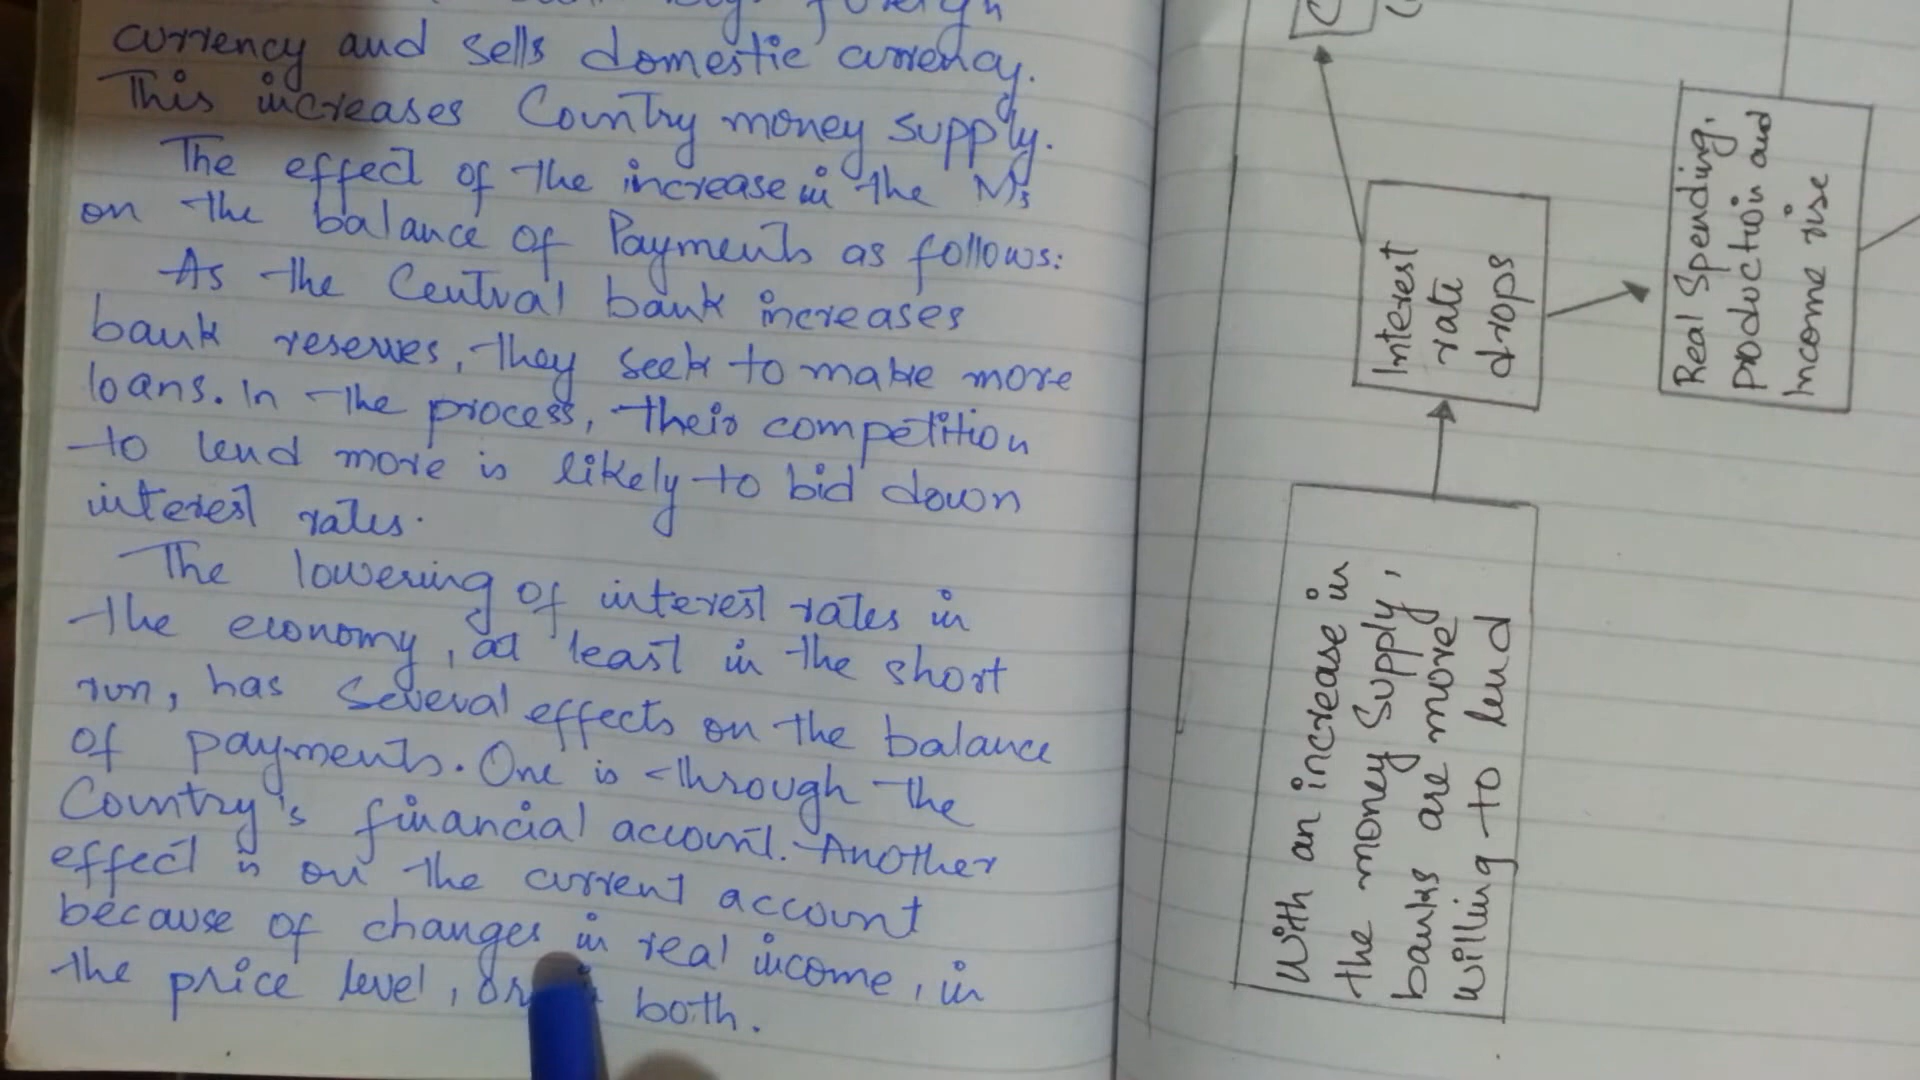 foreign
currency and sells domestic currency.
This increases Country money supply.
The effect of the increase in the Ms
on the balance of Payments as follows:
As the Central bank increases
bank reserves, they seek to make more
loans. In the process, their competition
to lend more is likely to bid down
interest rates.
The lowering of interest rates in
the economy, at least in the short
run, has several effects on the balance
of payments. One is through the
Country's financial account. Another
effect is on the current account
because of changes in real income, in
the price level, or both.
With an increase in
the money Supply,
banks are more
willing to lend
Interest
rate
drops
Real Spending,
production and
Income rise